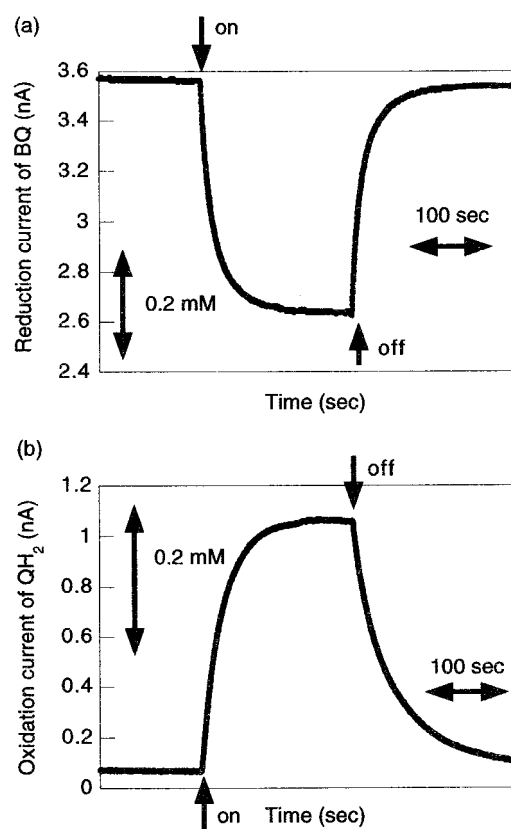 (a)
on
3.6
3.4
3.2
3.0
2.8
2.6
2.4
Reduction current of BQ (nA)
100 sec
0.2 mM
off
Time (sec)
(b)
off
1.2
1
0.8
0.6
0.4
0.2
0
Oxidation current of QH₂ (nA)
0.2 mM
100 sec
on
Time (sec)